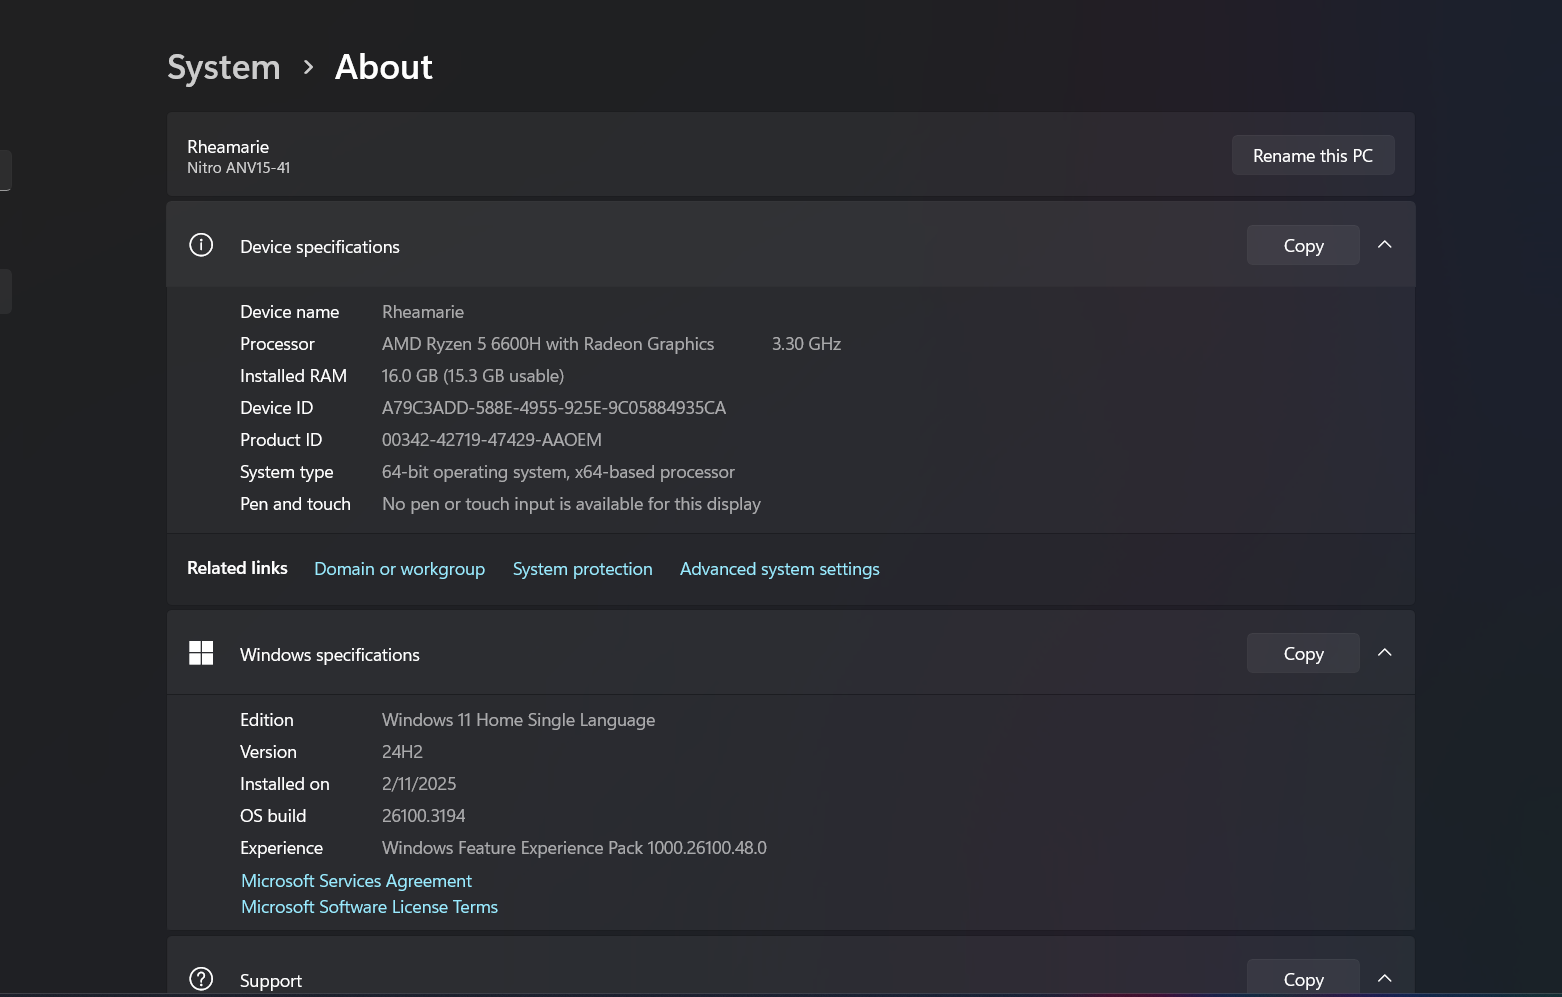 System > About
Rheamarie
Nitro ANV15-41
Rename this PC
Device specifications
Copy
Device name Rheamarie
Processor AMD Ryzen 5 6600H with Radeon Graphics 3.30 GHz
Installed RAM 16.0 GB (15.3 GB usable)
Device ID A79C3ADD-588E-4955-925E-9C05884935CA
Product ID 00342-42719-47429-AAOEM
System type 64-bit operating system, x64-based processor
Pen and touch No pen or touch input is available for this display
Related links Domain or workgroup System protection Advanced system settings
Windows specifications
Copy
Edition Windows 11 Home Single Language
Version 24H2
Installed on 2/11/2025
OS build 26100.3194
Experience Windows Feature Experience Pack 1000.26100.48.0
Microsoft Services Agreement
Microsoft Software License Terms
Support
Copy